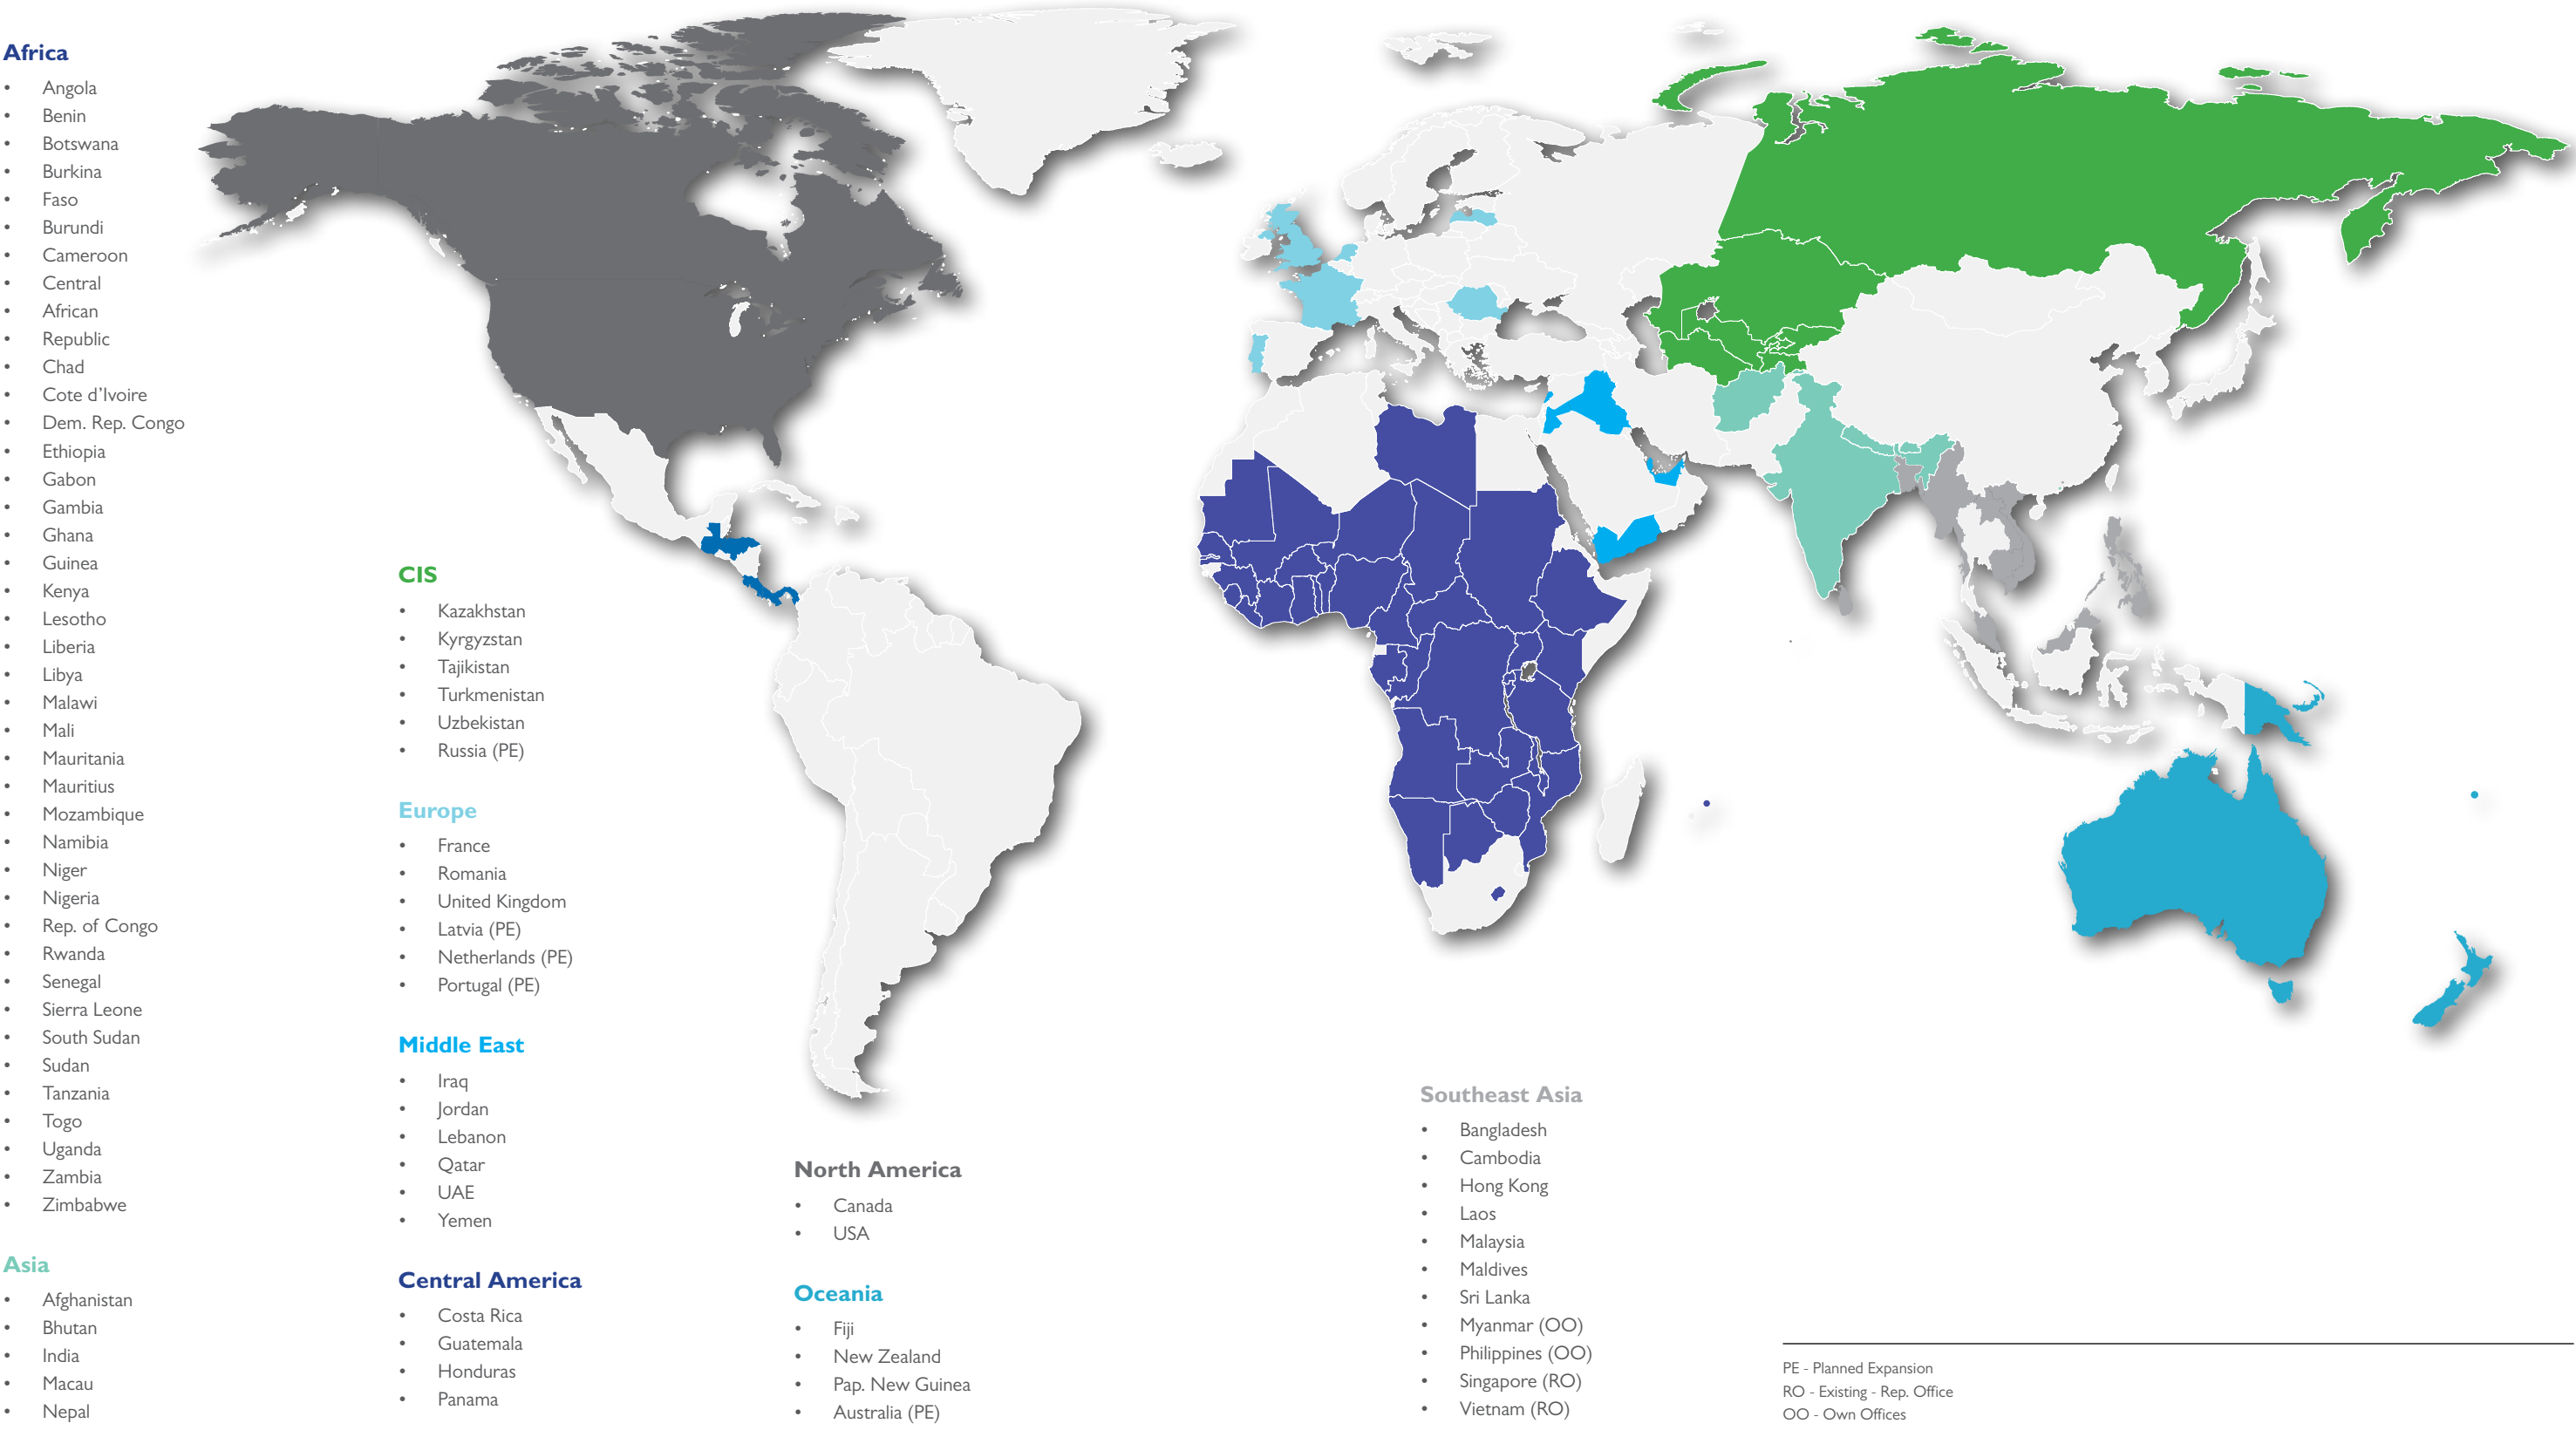 Africa
• Angola
• Benin
• Botswana
• Burkina
• Faso
• Burundi
• Cameroon
• Central
• African
• Republic
• Chad
• Cote d’Ivoire
• Dem. Rep. Congo
• Ethiopia
• Gabon
• Gambia
• Ghana
• Guinea
• Kenya
• Lesotho
• Liberia
• Libya
• Malawi
• Mali
• Mauritania
• Mauritius
• Mozambique
• Namibia
• Niger
• Nigeria
• Rep. of Congo
• Rwanda
• Senegal
• Sierra Leone
• South Sudan
• Sudan
• Tanzania
• Togo
• Uganda
• Zambia
• Zimbabwe
Asia
• Afghanistan
• Bhutan
• India
• Macau
• Nepal
CIS
• Kazakhstan
• Kyrgyzstan
• Tajikistan
• Turkmenistan
• Uzbekistan
• Russia (PE)
Europe
• France
• Romania
• United Kingdom
• Latvia (PE)
• Netherlands (PE)
• Portugal (PE)
Middle East
• Iraq
• Jordan
• Lebanon
• Qatar
• UAE
• Yemen
Central America
• Costa Rica
• Guatemala
• Honduras
• Panama
North America
• Canada
• USA
Oceania
• Fiji
• New Zealand
• Pap. New Guinea
• Australia (PE)
Southeast Asia
• Bangladesh
• Cambodia
• Hong Kong
• Laos
• Malaysia
• Maldives
• Sri Lanka
• Myanmar (OO)
• Philippines (OO)
• Singapore (RO)
• Vietnam (RO)
PE - Planned Expansion
RO - Existing - Rep. Office
OO - Own Offices